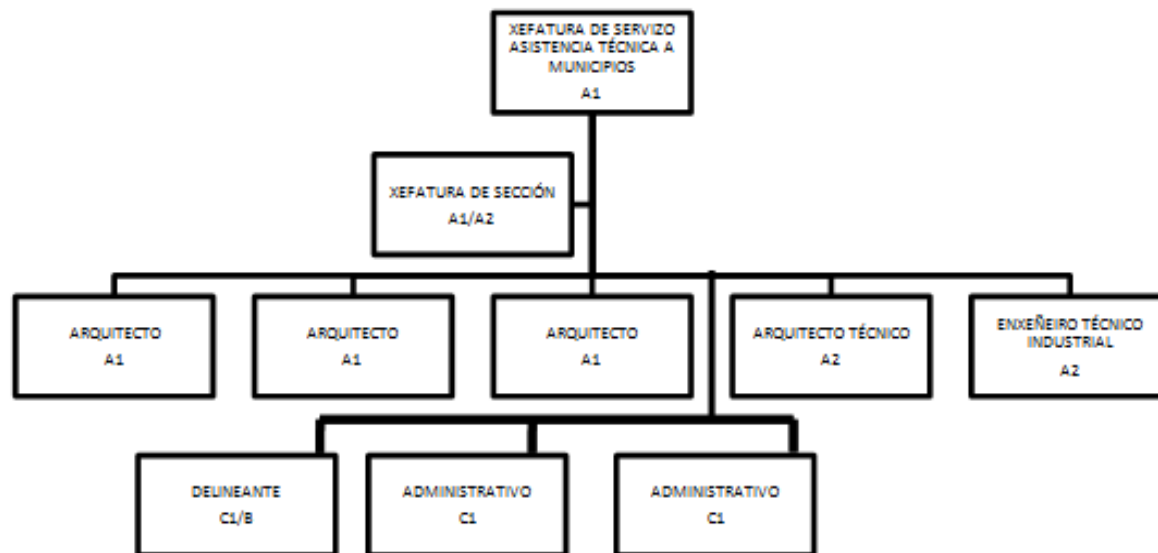 XEFATURA DE SERVIZO
ASISTENCIA TÉCNICA A
MUNICIPIOS
A1
XEFATURA DE SECCIÓN
A1/A2
ARQUITECTO
A1
ARQUITECTO
A1
ARQUITECTO
A1
ARQUITECTO TÉCNICO
A2
ENXEÑEIRO TÉCNICO
INDUSTRIAL
A2
DELINEANTE
C1/B
ADMINISTRATIVO
C1
ADMINISTRATIVO
C1